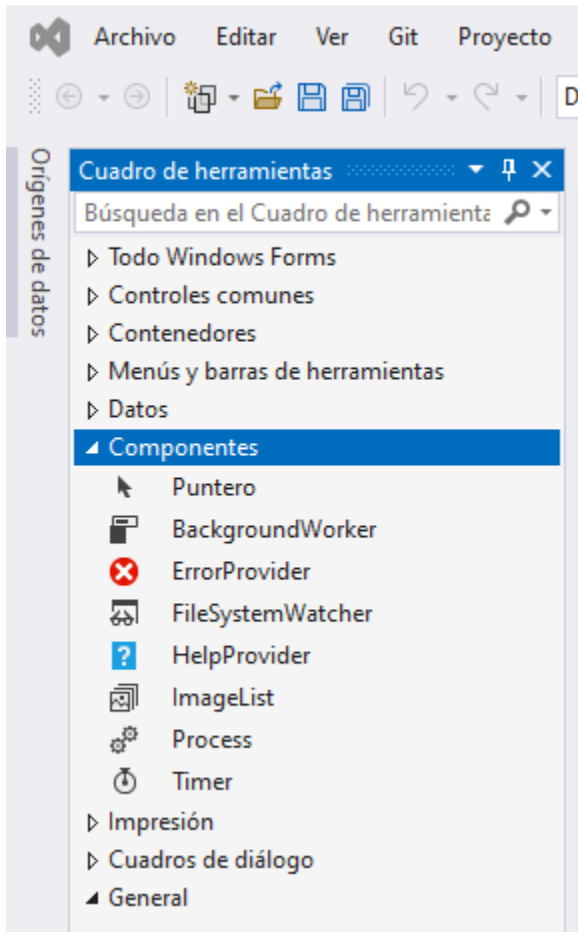 Archivo Editar Ver Git Proyecto
D
Orígenes de datos
Cuadro de herramientas
Búsqueda en el Cuadro de herramienta
Todo Windows Forms
Controles comunes
Contenedores
Menús y barras de herramientas
Datos
Componentes
Puntero
BackgroundWorker
ErrorProvider
FileSystemWatcher
HelpProvider
ImageList
Process
Timer
Impresión
Cuadros de diálogo
General